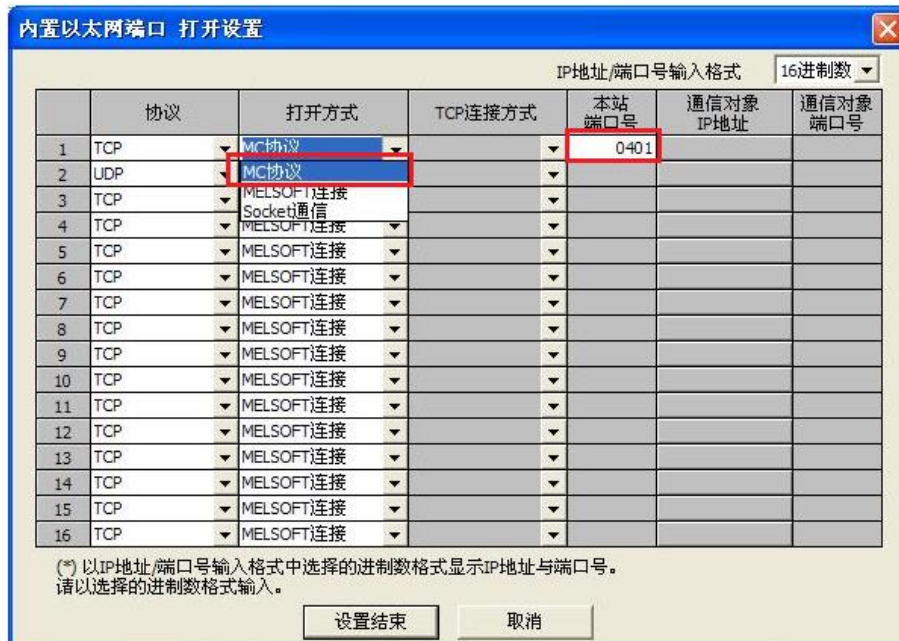 内置以太网端口 打开设置
IP地址/端口号输入格式 16进制数
协议 打开方式 TCP连接方式 本站端口号 通信对象IP地址 通信对象端口号
1 TCP MC协议 0401
2 UDP MC协议
3 TCP MELSOFT连接
Socket通信
4 TCP MELSOFT连接
5 TCP MELSOFT连接
6 TCP MELSOFT连接
7 TCP MELSOFT连接
8 TCP MELSOFT连接
9 TCP MELSOFT连接
10 TCP MELSOFT连接
11 TCP MELSOFT连接
12 TCP MELSOFT连接
13 TCP MELSOFT连接
14 TCP MELSOFT连接
15 TCP MELSOFT连接
16 TCP MELSOFT连接
(*) 以IP地址/端口号输入格式中选择的进制数格式显示IP地址与端口号。
请以选择的进制数格式输入。
设置结束 取消